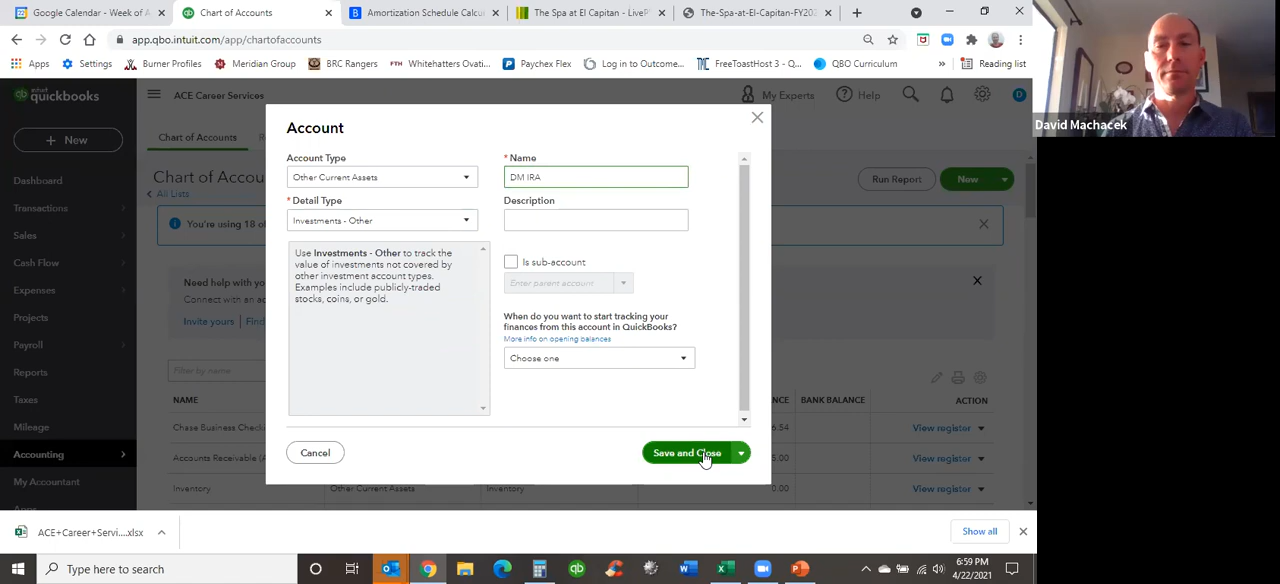 Google Calendar - Week of A
Chart of Accounts
Amortization Schedule Calcu
The Spa at El Capitan - LiveP
The-Spa-at-El-Capitan-FY202
app.qbo.intuit.com/app/chartofaccounts
Apps
Settings
Burner Profiles
Meridian Group
BRC Rangers
FTH Whitehatters Ovati...
Paychex Flex
Log in to Outcome...
FreeToastHost 3 - Q...
QBO Curriculum
»
Reading list
David Machacek
intuit
quickbooks
ACE Career Services
My Experts
Help
D
+ New
Chart of Accounts
Account
Account Type
* Name
Other Current Assets
DM IRA
* Detail Type
Description
Investments - Other
Use Investments - Other to track the
value of investments not covered by
other investment account types.
Examples include publicly-traded
stocks, coins, or gold.
Is sub-account
Enter parent account
When do you want to start tracking your
finances from this account in QuickBooks?
More info on opening balances
Choose one
Cancel
Save and Close
Dashboard
Transactions
Sales
Cash Flow
Expenses
Projects
Payroll
Reports
Taxes
Mileage
Accounting
My Account
Apps
Chart of Accou
All Lists
Run Report
New
You're using 18 of
Need help with yo
Connect with an ac
Invite yours
Find
Filter by name
NAME
NCE
BANK BALANCE
ACTION
Chase Business Checki
6.54
View register
Accounts Receivable (A
5.00
View register
Inventory
Other Current Assets
Inventory
0.00
View register
ACE+Career+Servi....xlsx
Show all
Type here to search
6:59 PM
4/22/2021